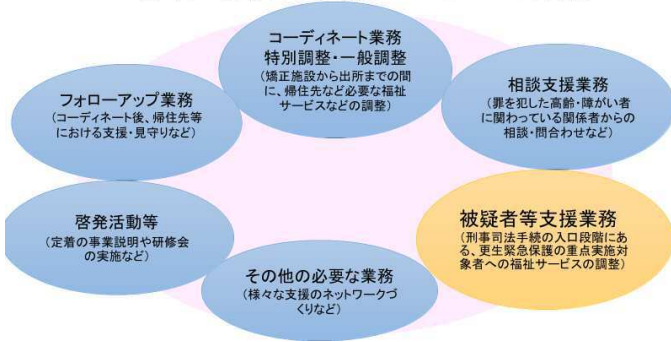 コーディネート業務
特別調整・一般調整
(矯正施設から出所までの間
に、帰住先など必要な福祉
サービスなどの調整)
相談支援業務
(罪を犯した高齢・障がい者
に関わっている関係者からの
相談・問合わせなど)
フォローアップ業務
(コーディネート後、帰住先等
における支援・見守りなど)
啓発活動等
(定着の事業説明や研修会
の実施など)
被疑者等支援業務
(刑事司法手続の入口段階にあ
る、更生緊急保護の重点実施対
象者への福祉サービスの調整)
その他の必要な業務
(様々な支援のネットワークづ
くりなど)